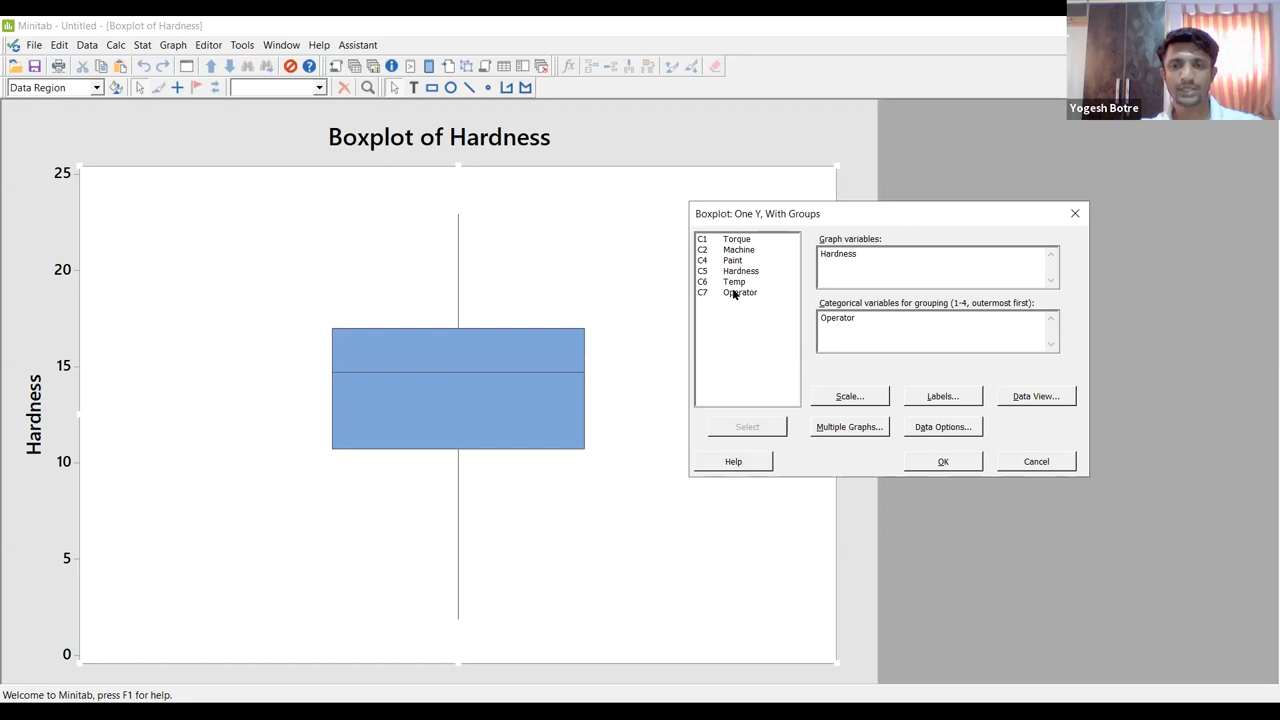 Minitab - Untitled - [Boxplot of Hardness]
File Edit Data Calc Stat Graph Editor Tools Window Help Assistant
Data Region
Yogesh Botre
Boxplot of Hardness
25
20
15
10
5
0
Hardness
Boxplot: One Y, With Groups
C1 Torque
C2 Machine
C4 Paint
C5 Hardness
C6 Temp
C7 Operator
Graph variables:
Hardness
Categorical variables for grouping (1-4, outermost first):
Operator
Scale... Labels... Data View...
Select Multiple Graphs... Data Options...
Help OK Cancel
Welcome to Minitab, press F1 for help.